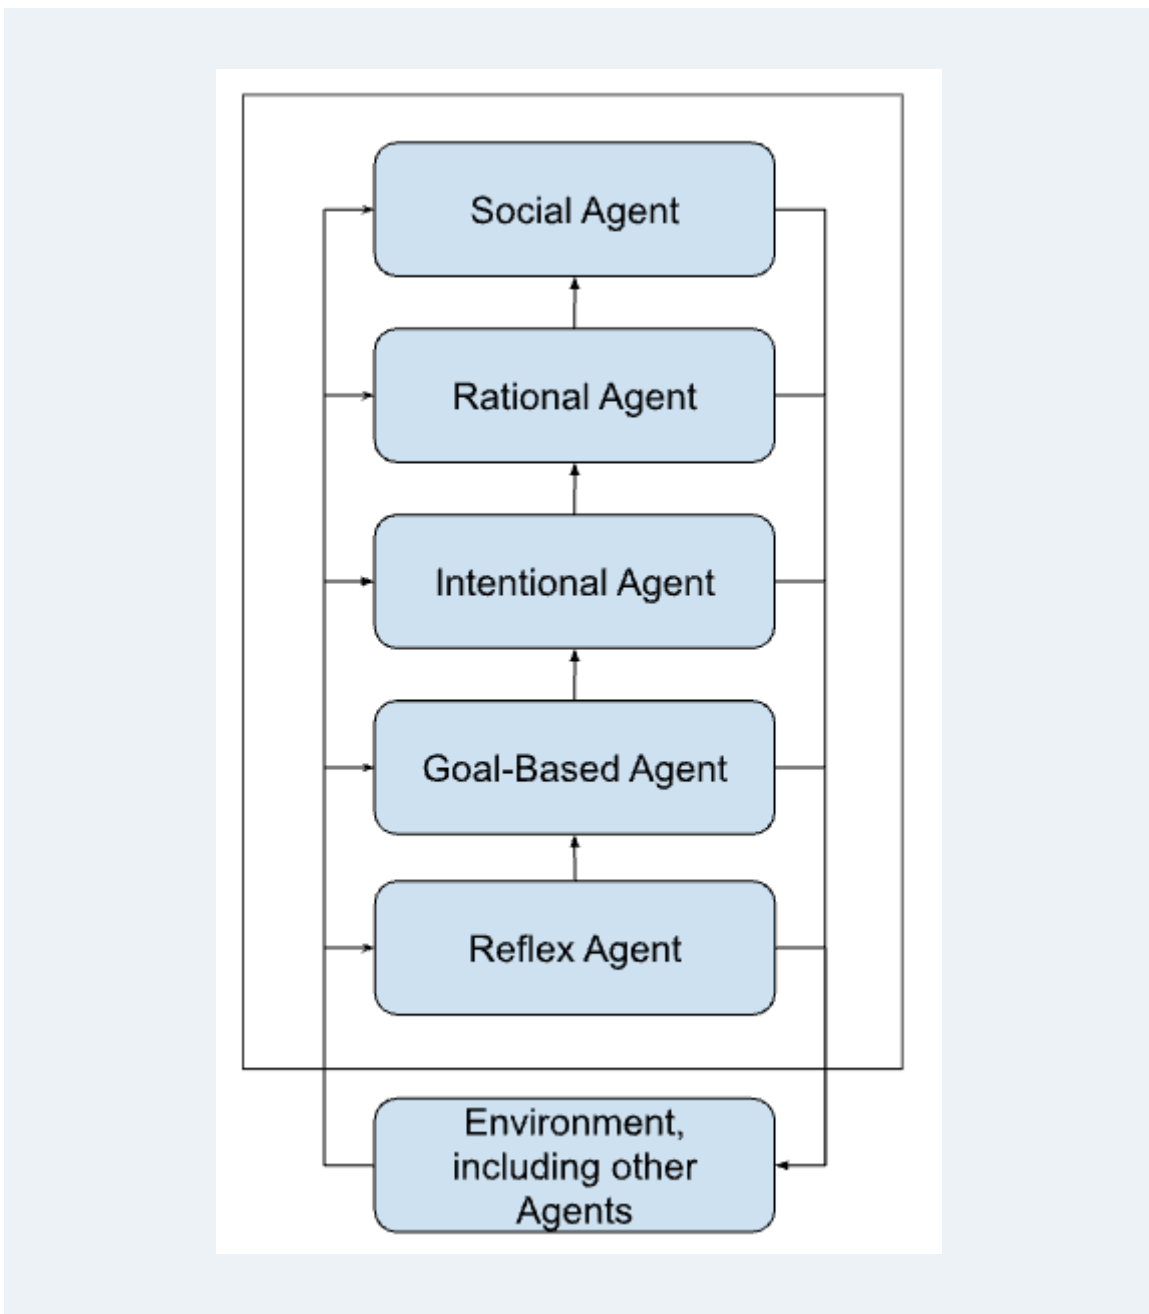 Social Agent
Rational Agent
Intentional Agent
Goal-Based Agent
Reflex Agent
Environment,
including other
Agents